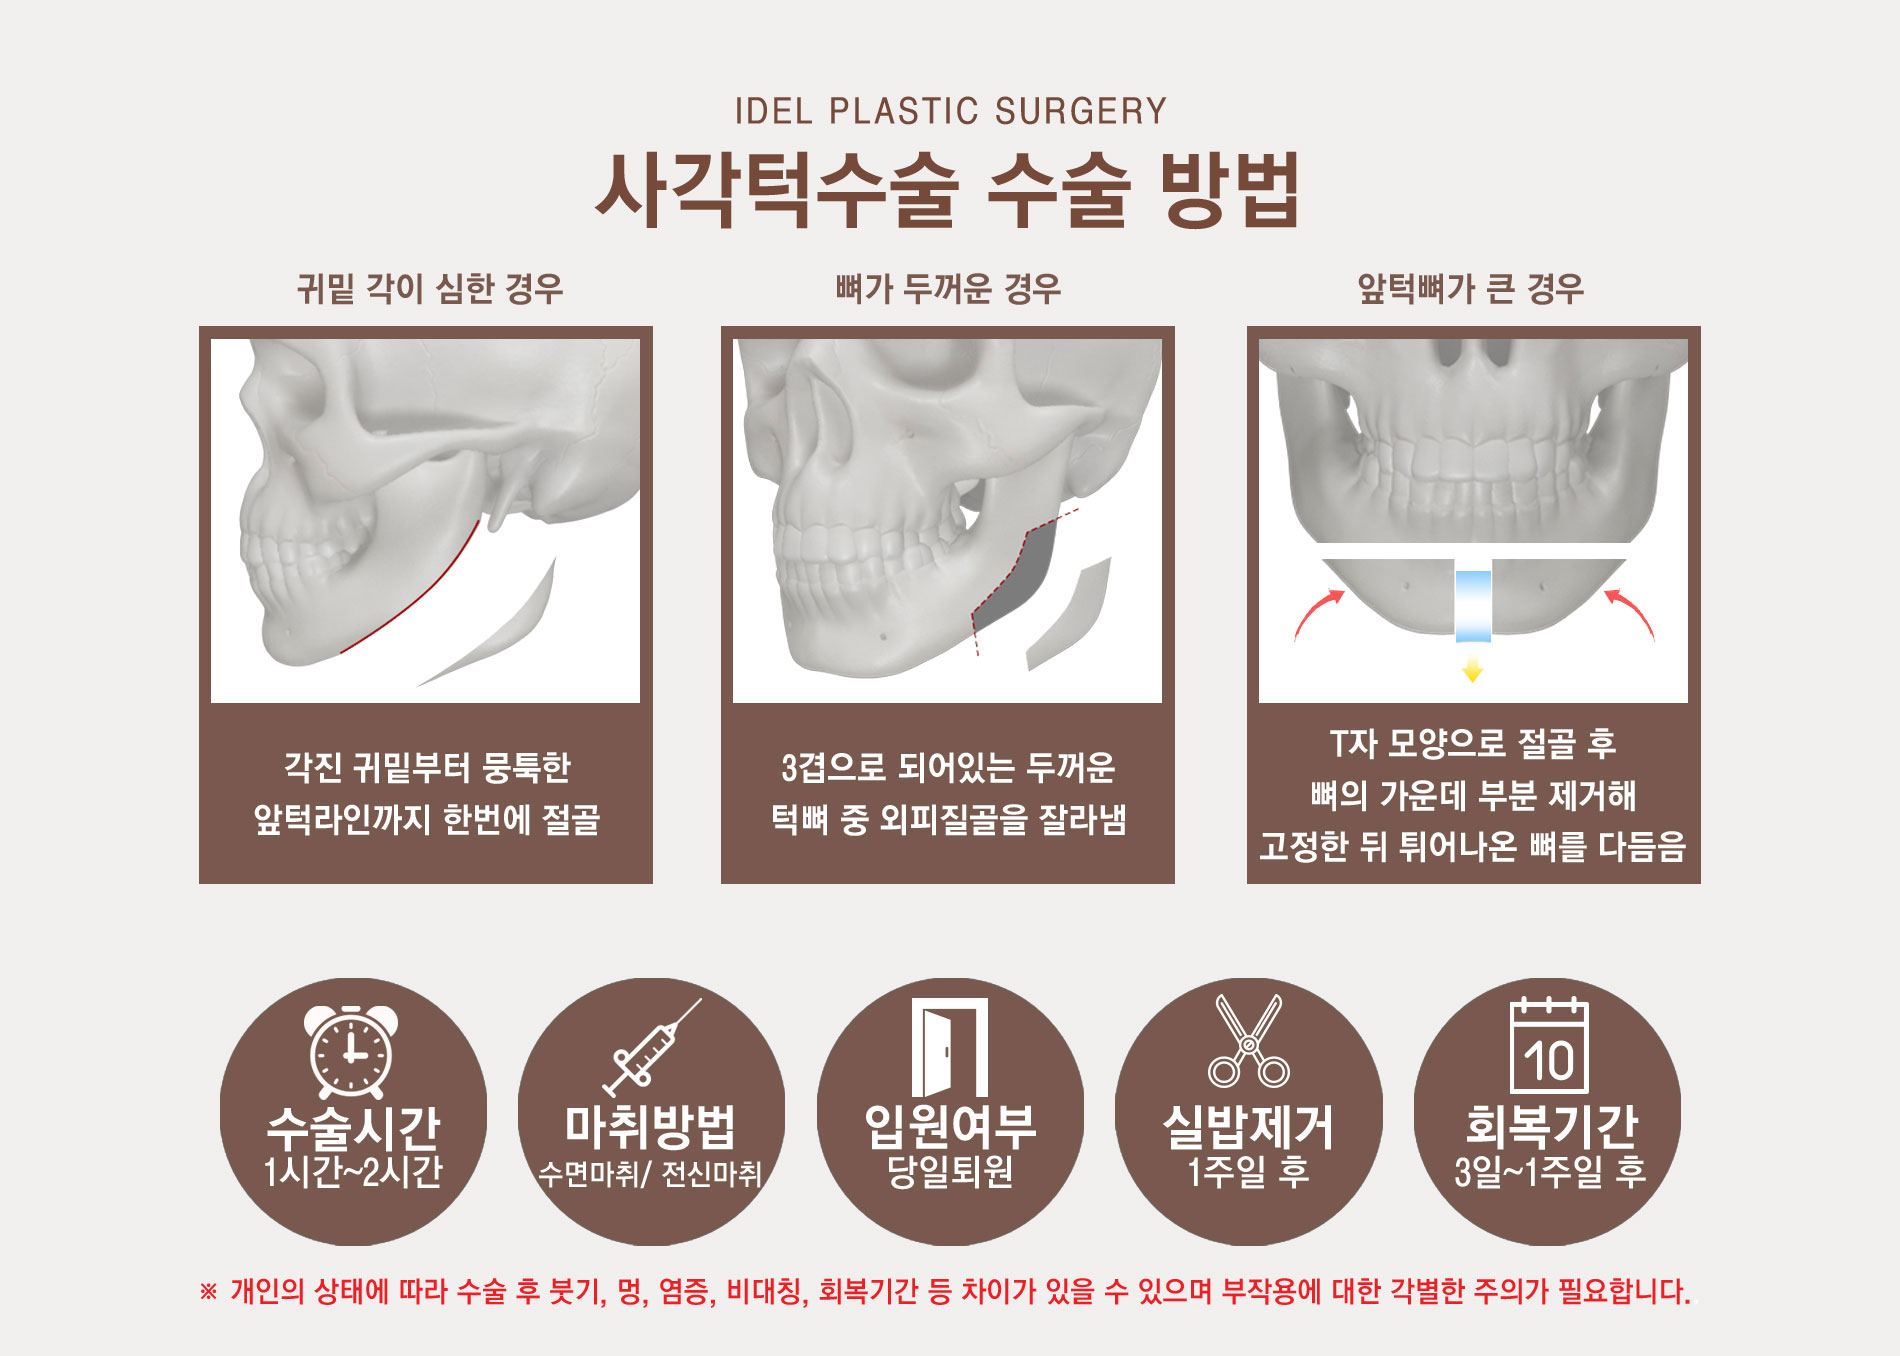 IDEL PLASTIC SURGERY
사각턱수술 수술 방법
귀밑 각이 심한 경우
각진 귀밑부터 뭉툭한
앞턱라인까지 한번에 절골
뼈가 두꺼운 경우
3겹으로 되어있는 두꺼운
턱뼈 중 외피질골을 잘라냄
앞턱뼈가 큰 경우
T자 모양으로 절골 후
뼈의 가운데 부분 제거해
고정한 뒤 튀어나온 뼈를 다듬음
수술시간
1시간~2시간
마취방법
수면마취/ 전신마취
입원여부
당일퇴원
실밥제거
1주일 후
10
회복기간
3일~1주일 후
※ 개인의 상태에 따라 수술 후 붓기, 멍, 염증, 비대칭, 회복기간 등 차이가 있을 수 있으며 부작용에 대한 각별한 주의가 필요합니다..